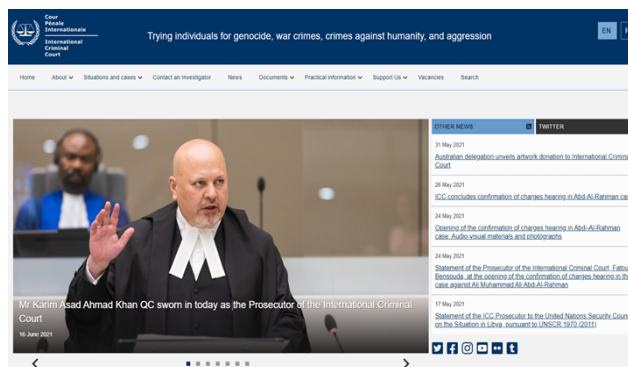 Cour
Pénale
Internationale
International
Criminal
Court
Trying individuals for genocide, war crimes, crimes against humanity, and aggression
EN
Home About Situations and cases Contact an Investigator News Documents Practical information Support Us Vacancies Search
Mr Karim Asad Ahmad Khan QC sworn in today as the Prosecutor of the International Criminal
Court
16 June 2021
OTHER NEWS TWITTER
31 May 2021
Australian delegation unveils artwork donation to International Crimina
Court
26 May 2021
ICC concludes confirmation of charges hearing in Abd-Al-Rahman cas
24 May 2021
Opening of the confirmation of charges hearing in Abd–Al-Rahman
case: Audio-visual materials and photographs
24 May 2021
Statement of the Prosecutor of the International Criminal Court, Fatou
Bensouda, at the opening of the confirmation of charges hearing in the
case against Ali Muhammad Ali Abd-Al-Rahman
17 May 2021
Statement of the ICC Prosecutor to the United Nations Security Counc
on the Situation in Libya, pursuant to UNSCR 1970 (2011)